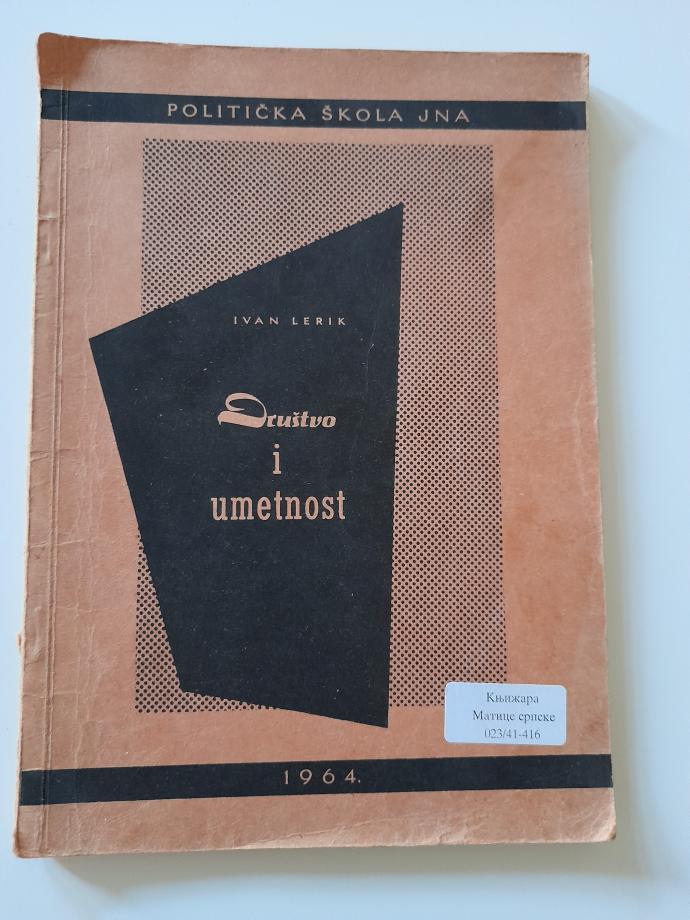 POLITIČKA ŠKOLA JNA
IVAN LERIK
Društvo
i
umetnost
Књижара
Матице српске
023/41-416
1964.